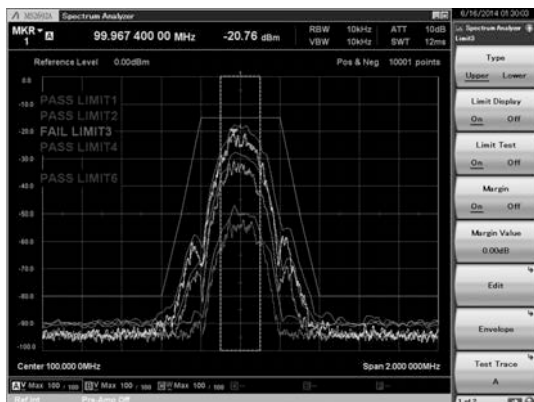 MS2692A Spectrum Analyzer
6/16/2014 01:30:03
MKR 1 A 99.967 400 00 MHz -20.76 dBm
RBW 10kHz ATT 10dB
VBW 10kHz SWT 12ms
Reference Level 0.00dBm Pos & Neg 10001 points
0.0
-10.0
-20.0
-30.0
-40.0
-50.0
-60.0
-70.0
-80.0
-90.0
-100.0
PASS LIMIT1
PASS LIMIT2
FAIL LIMIT3
PASS LIMIT4
PASS LIMIT6
Center 100.000 0MHz Span 2.000 000MHz
A Max 100 / 100 B Max 100 / 100 Max 100 / 100
Ref.Int Pre-Amp Off
Spectrum Analyzer
Limit3
Type
Upper Lower
Limit Display
On Off
Limit Test
On Off
Margin
On Off
Margin Value
0.00dB
Edit
Envelope
Test Trace
A
1 of 2